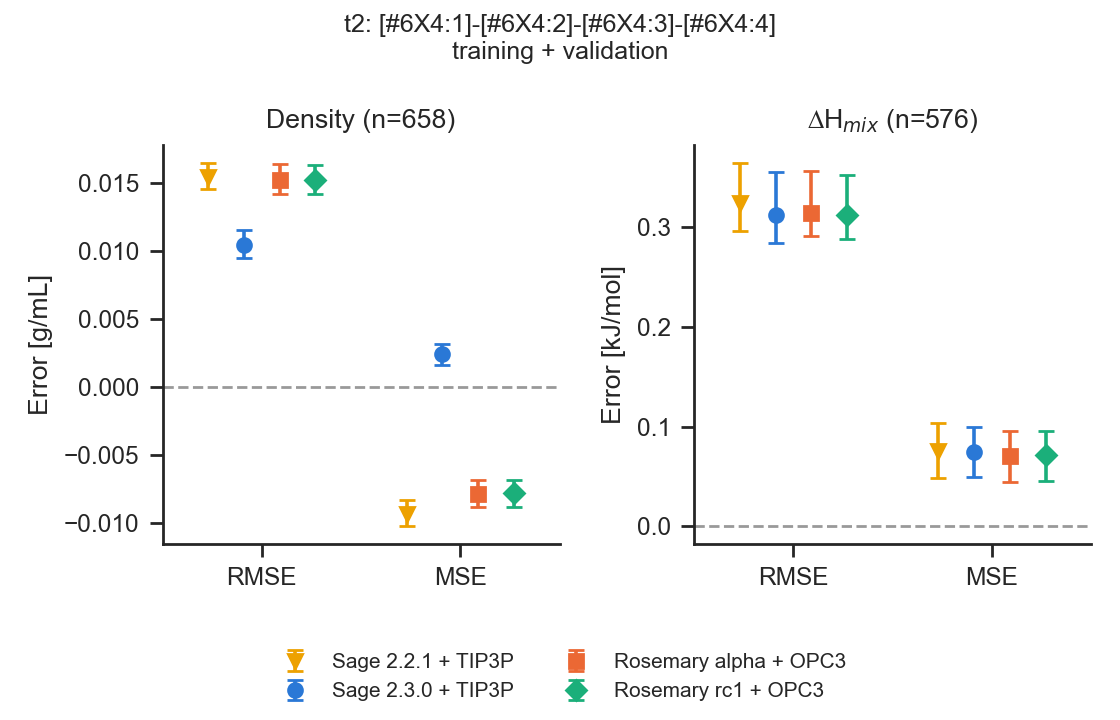 t2: [#6X4:1]-[#6X4:2]-[#6X4:3]-[#6X4:4]
training + validation
Density (n=658)
Error [g/mL]
0.015
0.010
0.005
0.000
−0.005
−0.010
RMSE
MSE
ΔHmix (n=576)
Error [kJ/mol]
0.3
0.2
0.1
0.0
RMSE
MSE
Sage 2.2.1 + TIP3P
Sage 2.3.0 + TIP3P
Rosemary alpha + OPC3
Rosemary rc1 + OPC3